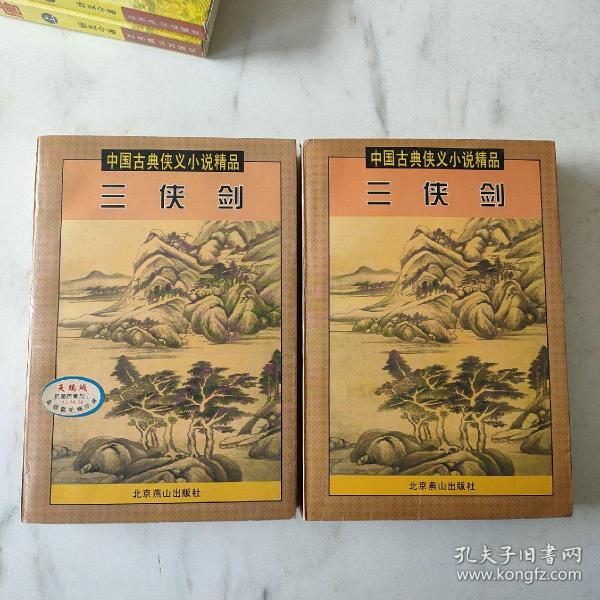 中国古典侠义小说精品
三侠剑
天鹅绒
北京燕山出版社
中国古典侠义小说精品
三侠剑
北京燕山出版社
孔夫子旧书网
www.kongfz.com